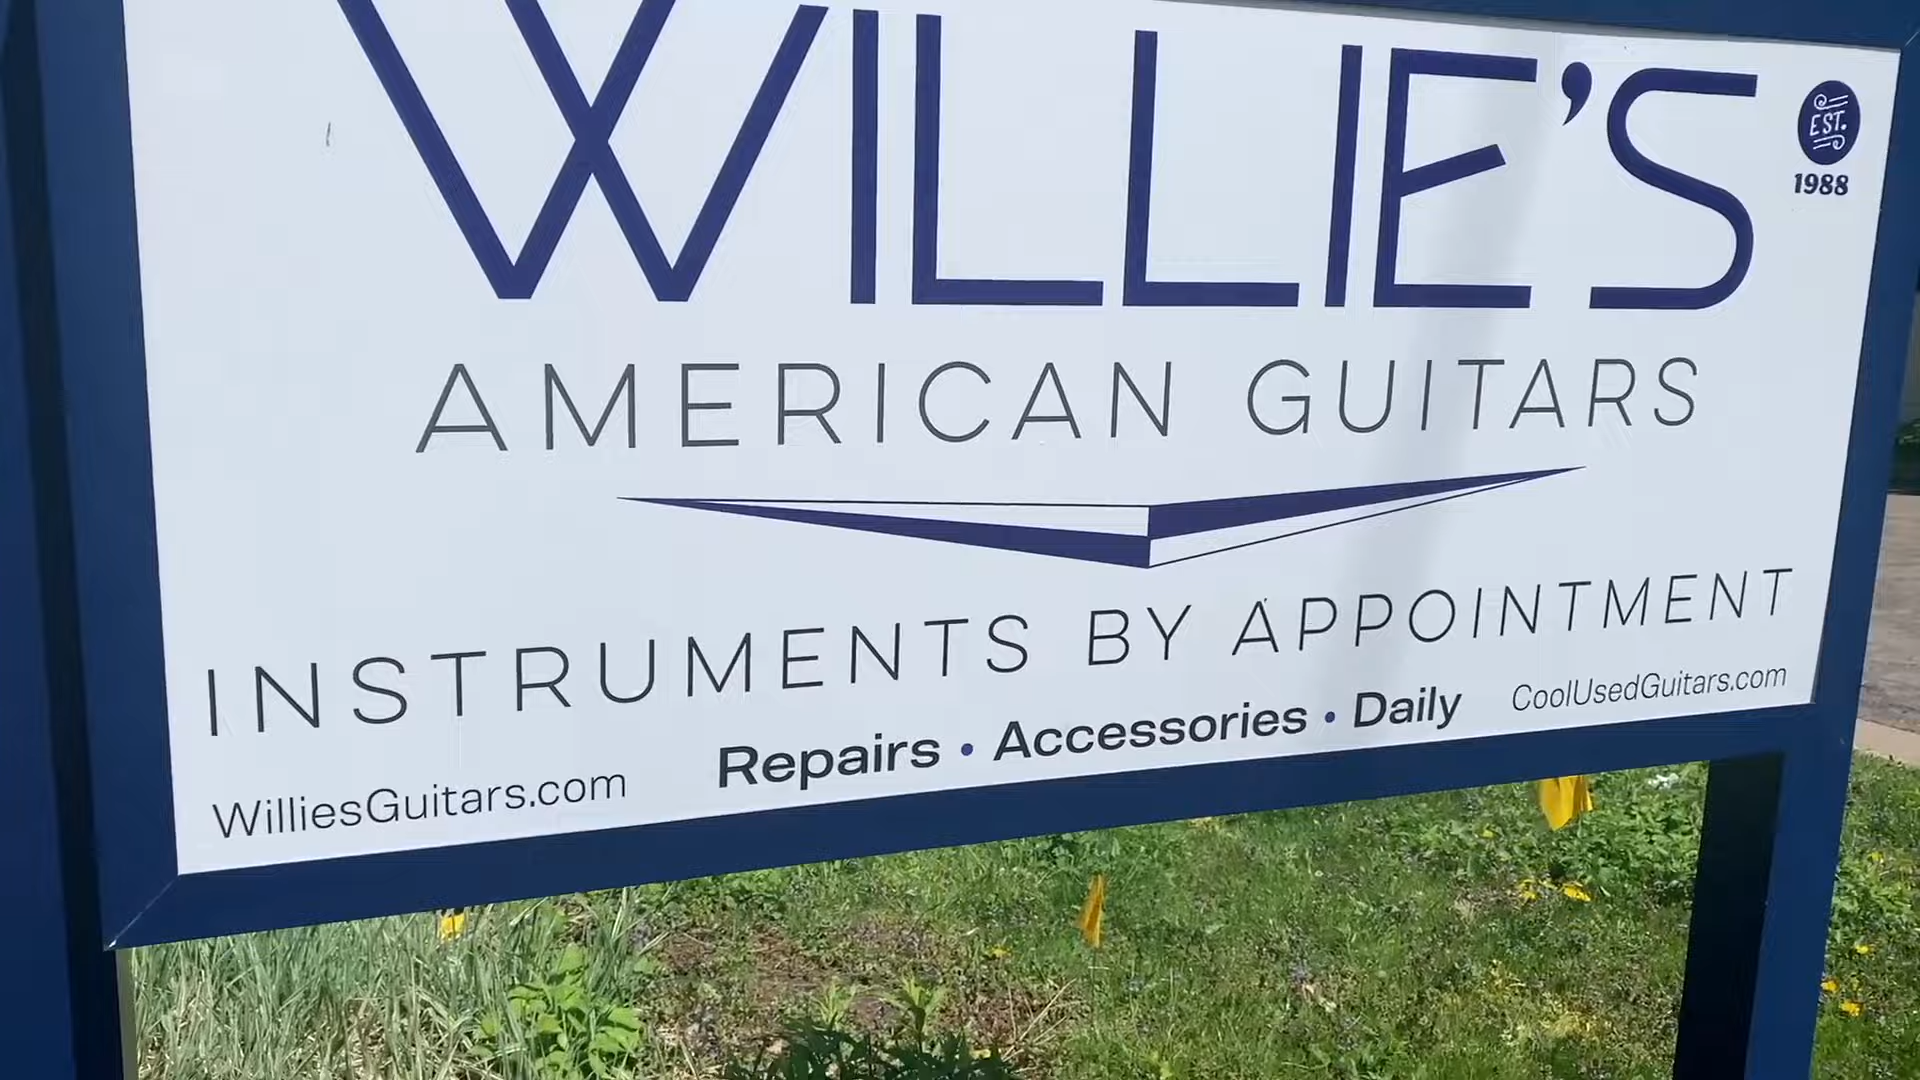 WILLIE'S
EST.
1988
AMERICAN GUITARS
INSTRUMENTS BY APPOINTMENT
WilliesGuitars.com Repairs • Accessories • Daily CoolUsedGuitars.com